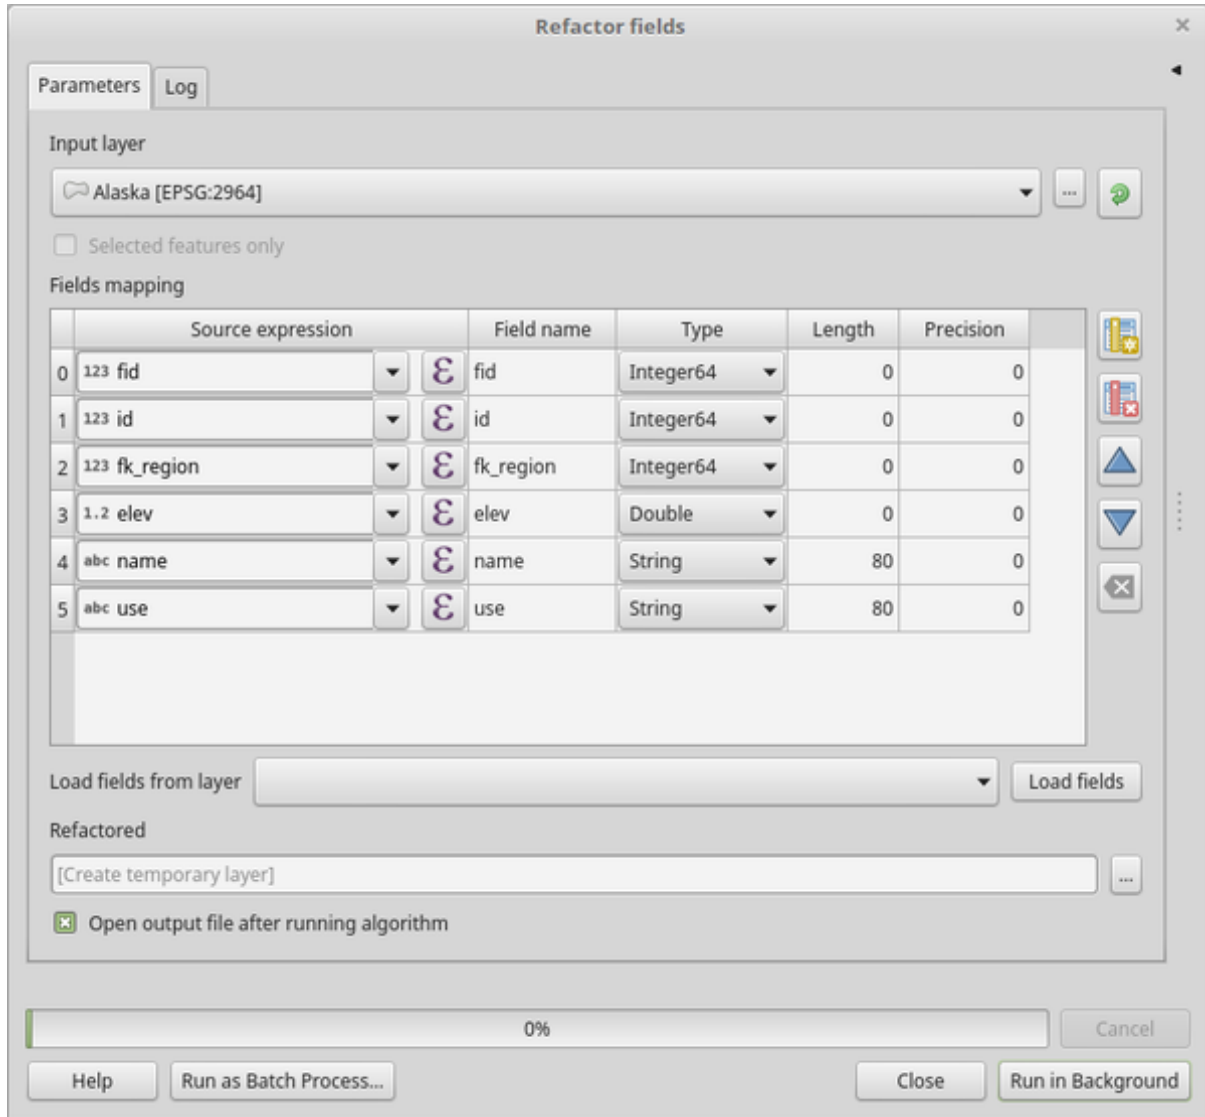 Refactor fields
Parameters Log
Input layer
Alaska [EPSG:2964] ...
Selected features only
Fields mapping
Source expression Field name Type Length Precision
0 123 fid ε fid Integer64 0 0
1 123 id ε id Integer64 0 0
2 123 fk_region ε fk_region Integer64 0 0
3 1.2 elev ε elev Double 0 0
4 abc name ε name String 80 0
5 abc use ε use String 80 0
Load fields from layer Load fields
Refactored
[Create temporary layer] ...
Open output file after running algorithm
0% Cancel
Help Run as Batch Process... Close Run in Background